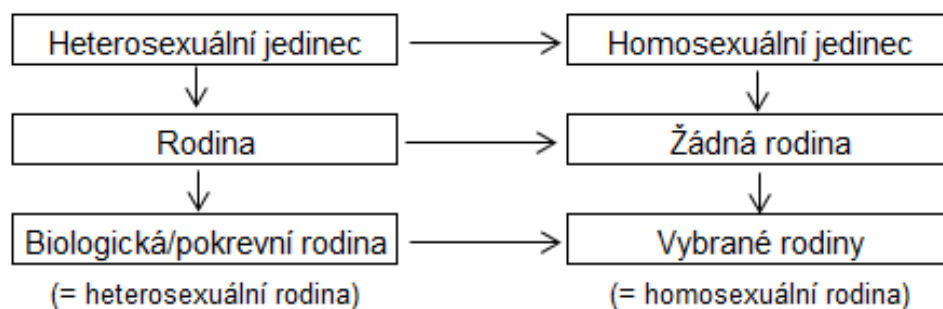 Heterosexuální jedinec
Homosexuální jedinec
Rodina
Žádná rodina
Biologická/pokrevní rodina
Vybrané rodiny
(= heterosexuální rodina)
(= homosexuální rodina)